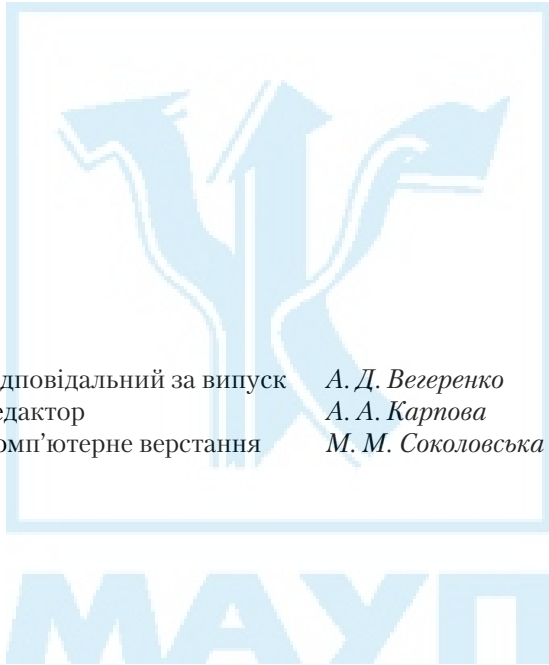 дповідальний за випуск А. Д. Вегеренко
едактор А. А. Карпова
омп’ютерне верстання М. М. Соколовська
МАУП